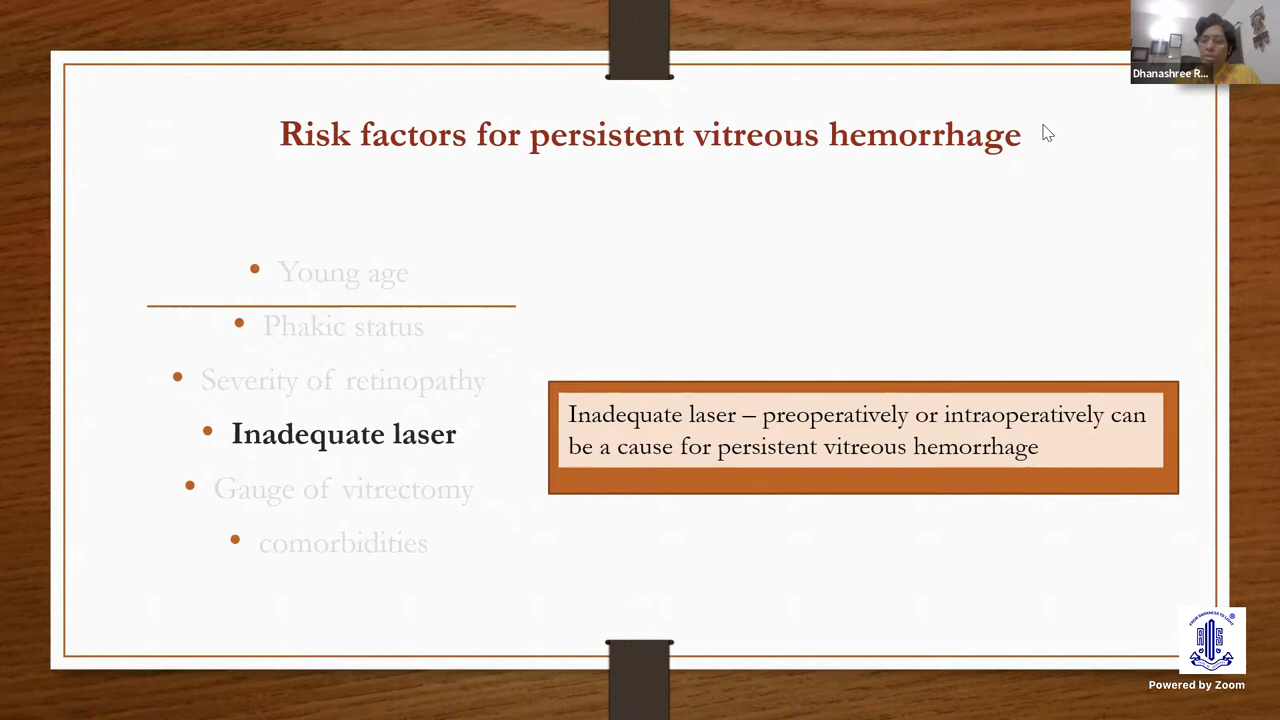 Dhanashree R...
Risk factors for persistent vitreous hemorrhage
• Young age
• Phakic status
• Severity of retinopathy
• Inadequate laser
• Gauge of vitrectomy
• comorbidities
Inadequate laser – preoperatively or intraoperatively can
be a cause for persistent vitreous hemorrhage
Powered by Zoom